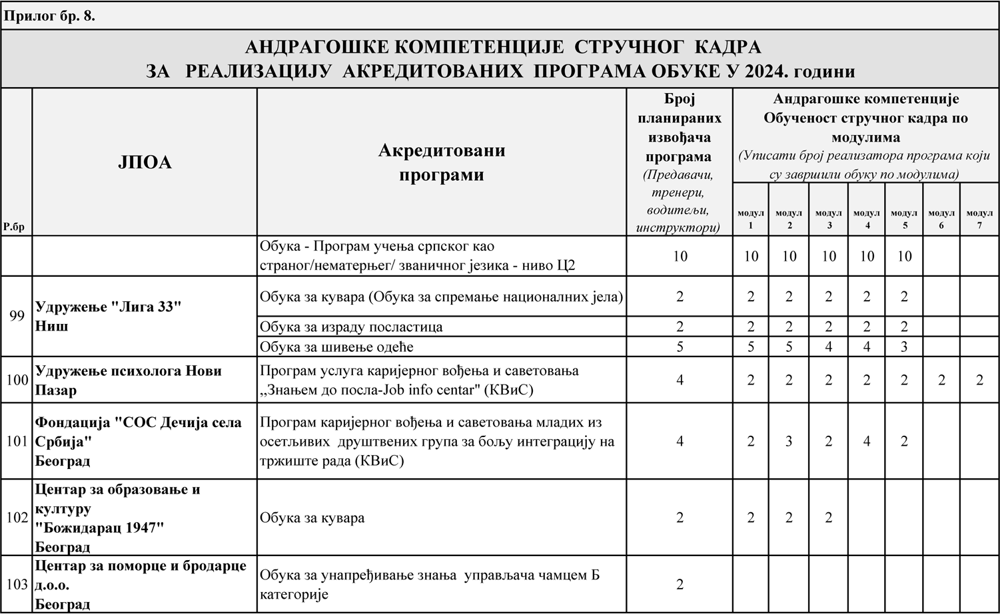 Прилог бр. 8.
АНДРАГОШКЕ КОМПЕТЕНЦИЈЕ СТРУЧНОГ КАДРА
ЗА РЕАЛИЗАЦИЈУ АКРЕДИТОВАНИХ ПРОГРАМА ОБУКЕ У 2024. години
Р.бр
ЈПОА
Акредитовани
програми
Број
планираних
извођача
програма
(Предавачи,
тренери,
водитељи,
инструктори)
Андрагошке компетенције
Обученост стручног кадра по
модулима
(Уписати број реализатора програма који
су завршили обуку по модулима)
модул 1 модул 2 модул 3 модул 4 модул 5 модул 6 модул 7
Обука - Програм учења српског као
страног/нематерњег/ званичног језика - ниво Ц2
10 10 10 10 10 10
99
Удружење "Лига 33"
Ниш
Обука за кувара (Обука за спремање националних јела) 2 2 2 2 2 2
Обука за израду посластица 2 2 2 2 2 2
Обука за шивење одеће 5 5 5 4 4 3
100
Удружење психолога Нови
Пазар
Програм услуга каријерног вођења и саветовања
„Знањем до посла-Job info centar" (КВиС)
4 2 2 2 2 2 2 2
101
Фондација "СОС Дечија села
Србија"
Београд
Програм каријерног вођења и саветовања младих из
осетљивих друштвених група за бољу интеграцију на
тржиште рада (КВиС)
4 2 3 2 4 2
102
Центар за образовање и
културу
"Божидарац 1947"
Београд
Обука за кувара
2 2 2 2
103
Центар за поморце и бродарце
д.о.о.
Београд
Обука за унапређивање знања управљача чамцем Б
категорије
2